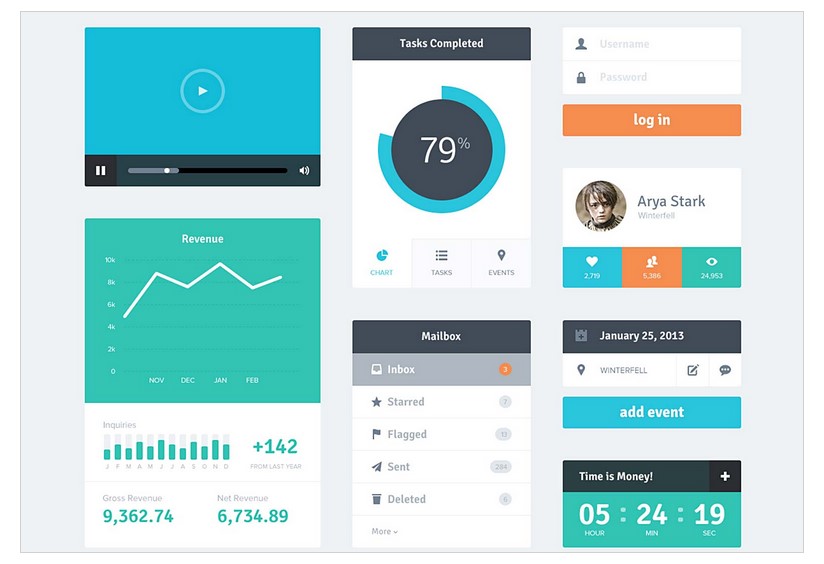 Revenue
10k
8k
6k
4k
2k
0
NOV DEC JAN FEB
Inquiries
J F M A M J J A S O N D
+142
FROM LAST YEAR
Gross Revenue Net Revenue
9,362.74 6,734.89
Tasks Completed
79%
CHART TASKS EVENTS
Mailbox
Inbox 3
Starred 7
Flagged 13
Sent 284
Deleted 6
More
Username
Password
log in
Arya Stark
Winterfell
2,719 5,386 24,953
January 25, 2013
WINTERFELL
add event
Time is Money! +
05 : 24 : 19
HOUR MIN SEC